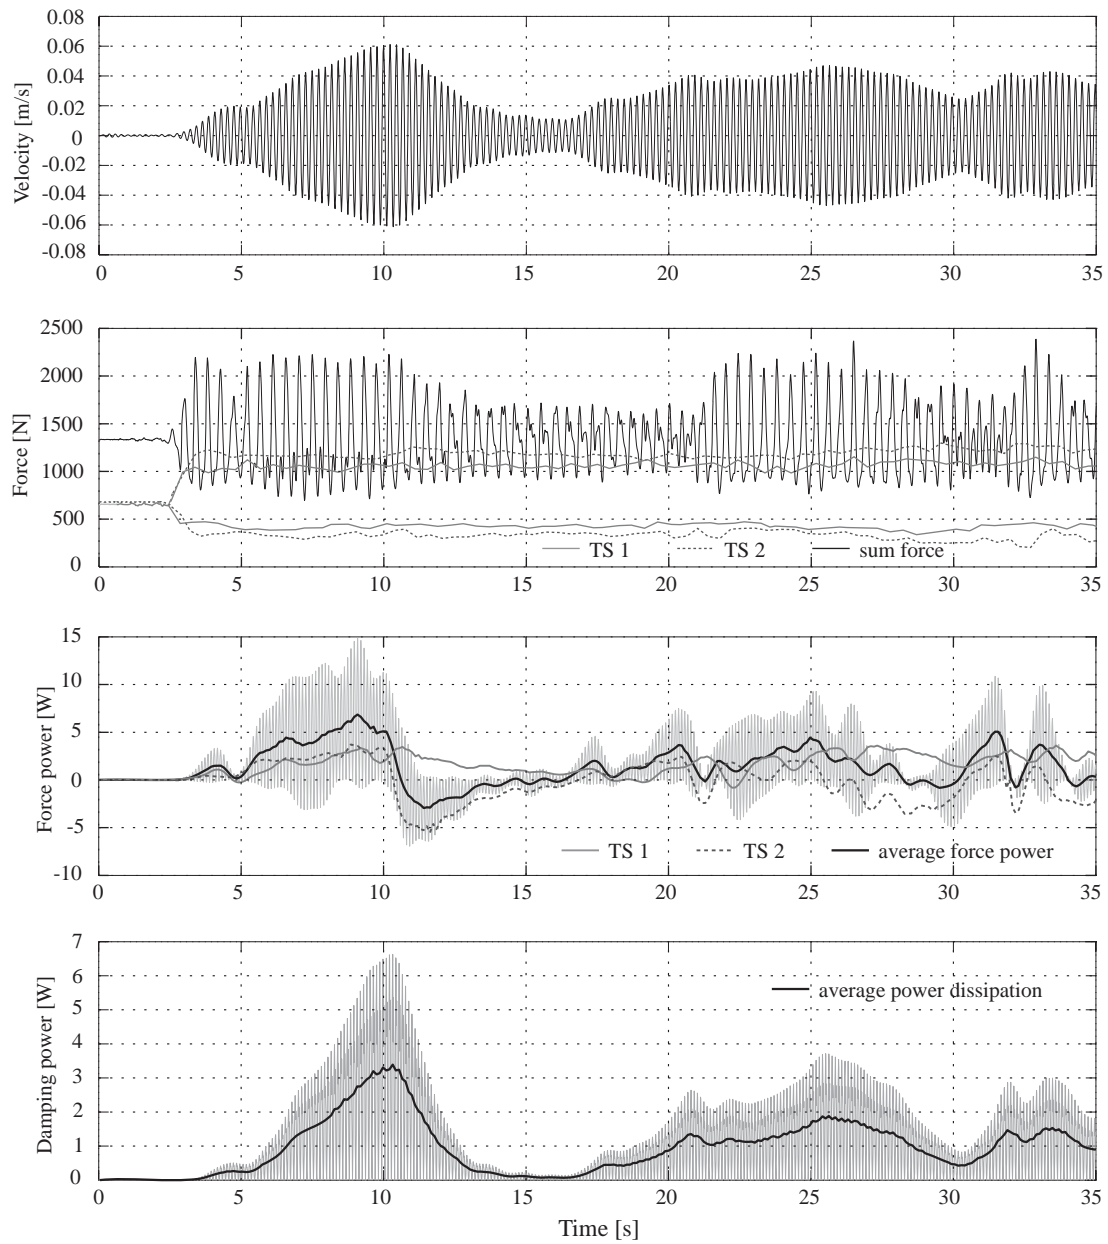 0.08
0.06
0.04
0.02
0
-0.02
-0.04
-0.06
-0.08
Velocity [m/s]
0 5 10 15 20 25 30 35
2500
2000
1500
1000
500
0
Force [N]
TS 1 TS 2 sum force
0 5 10 15 20 25 30 35
15
10
5
0
-5
-10
Force power [W]
TS 1 TS 2 average force power
0 5 10 15 20 25 30 35
7
6
5
4
3
2
1
0
Damping power [W]
average power dissipation
0 5 10 15 20 25 30 35
Time [s]